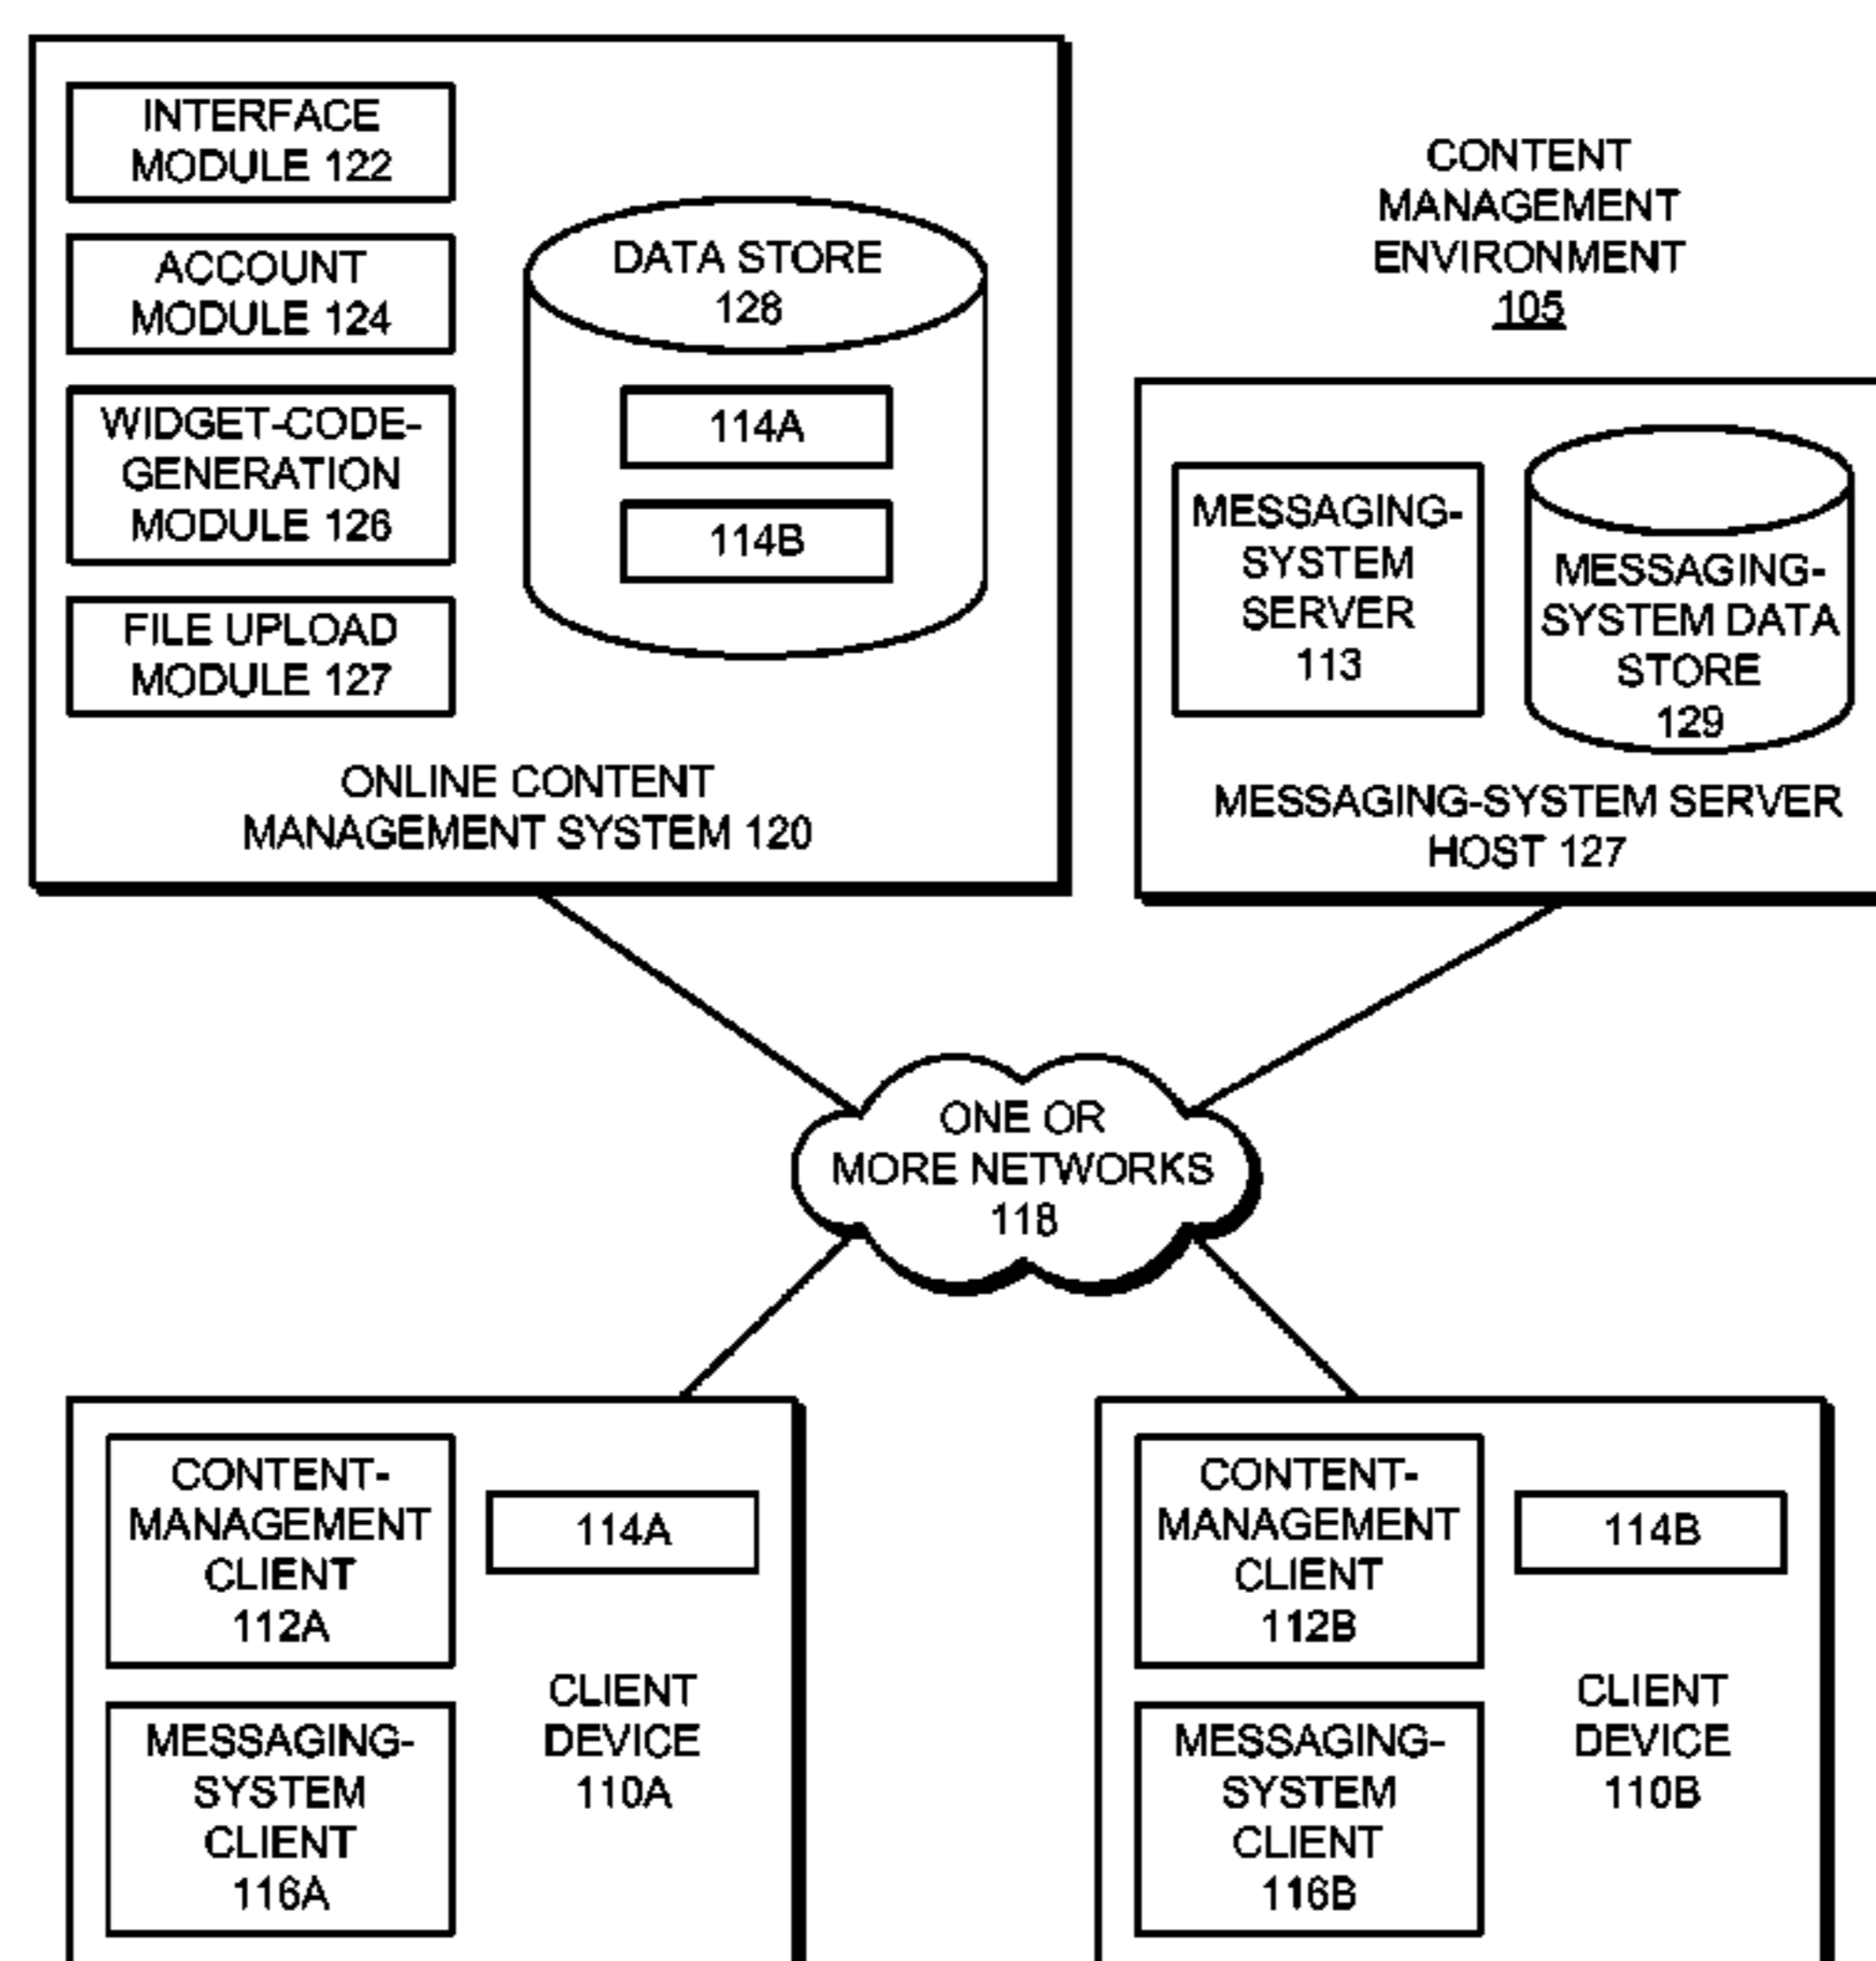 INTERFACE
MODULE 122
ACCOUNT
MODULE 124
WIDGET-CODE-
GENERATION
MODULE 126
FILE UPLOAD
MODULE 127
DATA STORE
128
114A
114B
ONLINE CONTENT
MANAGEMENT SYSTEM 120
CONTENT
MANAGEMENT
ENVIRONMENT
105
MESSAGING-
SYSTEM
SERVER
113
MESSAGING-
SYSTEM DATA
STORE
129
MESSAGING-SYSTEM SERVER
HOST 127
ONE OR
MORE NETWORKS
118
CONTENT-
MANAGEMENT
CLIENT
112A
114A
MESSAGING-
SYSTEM
CLIENT
116A
CLIENT
DEVICE
110A
CONTENT-
MANAGEMENT
CLIENT
112B
114B
MESSAGING-
SYSTEM
CLIENT
116B
CLIENT
DEVICE
110B